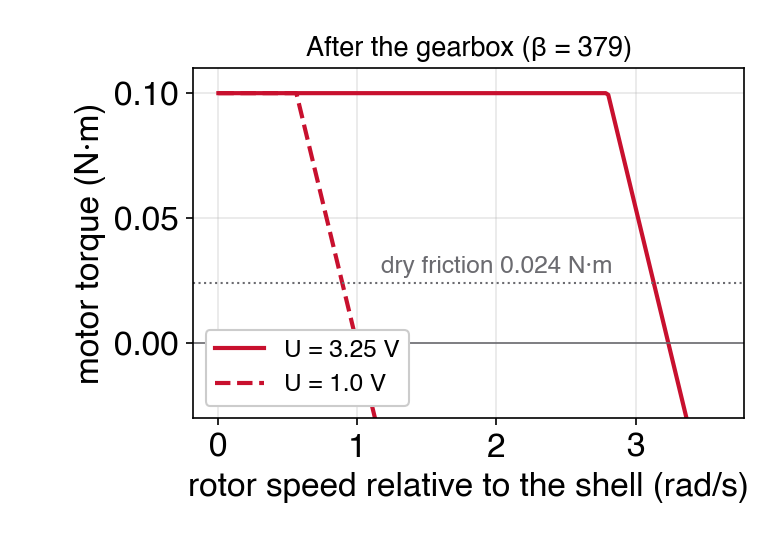 After the gearbox (β = 379)
motor torque (N·m)
0.10
0.05
0.00
dry friction 0.024 N·m
U = 3.25 V
U = 1.0 V
0 1 2 3
rotor speed relative to the shell (rad/s)